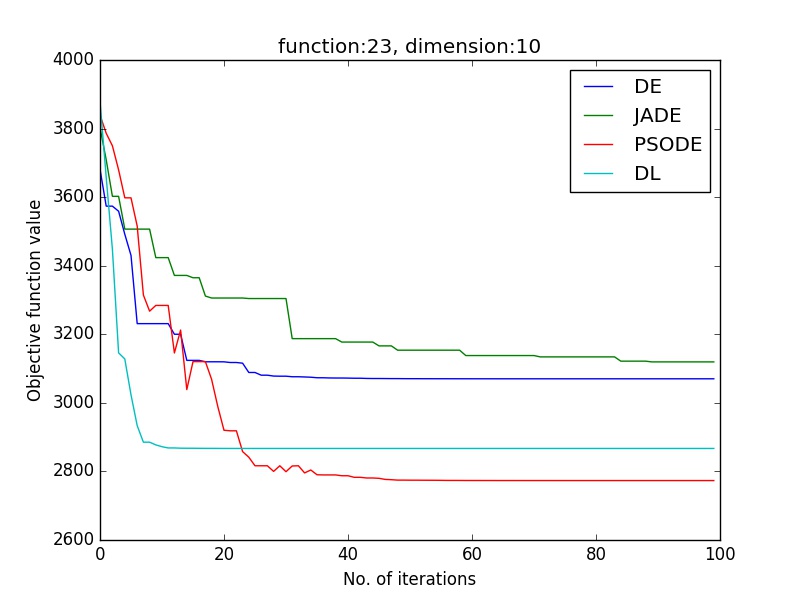 function:23, dimension:10
4000
3800
3600
3400
3200
3000
2800
2600
Objective function value
DE
JADE
PSODE
DL
0 20 40 60 80 100
No. of iterations